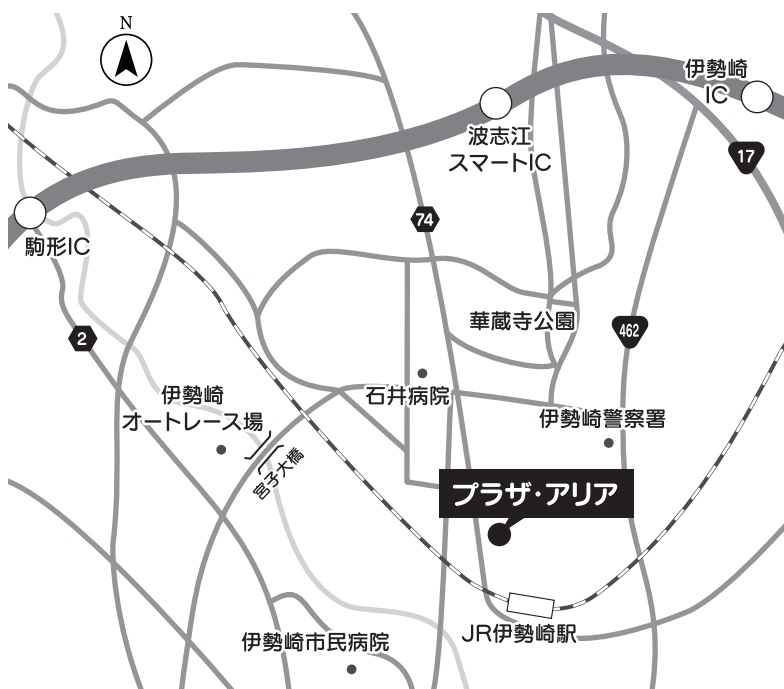 N
伊勢崎
IC
波志江
スマートIC
17
74
駒形IC
華蔵寺公園
462
2
石井病院
伊勢崎
オートレース場
伊勢崎警察署
宮子大橋
プラザ・アリア
JR伊勢崎駅
伊勢崎市民病院